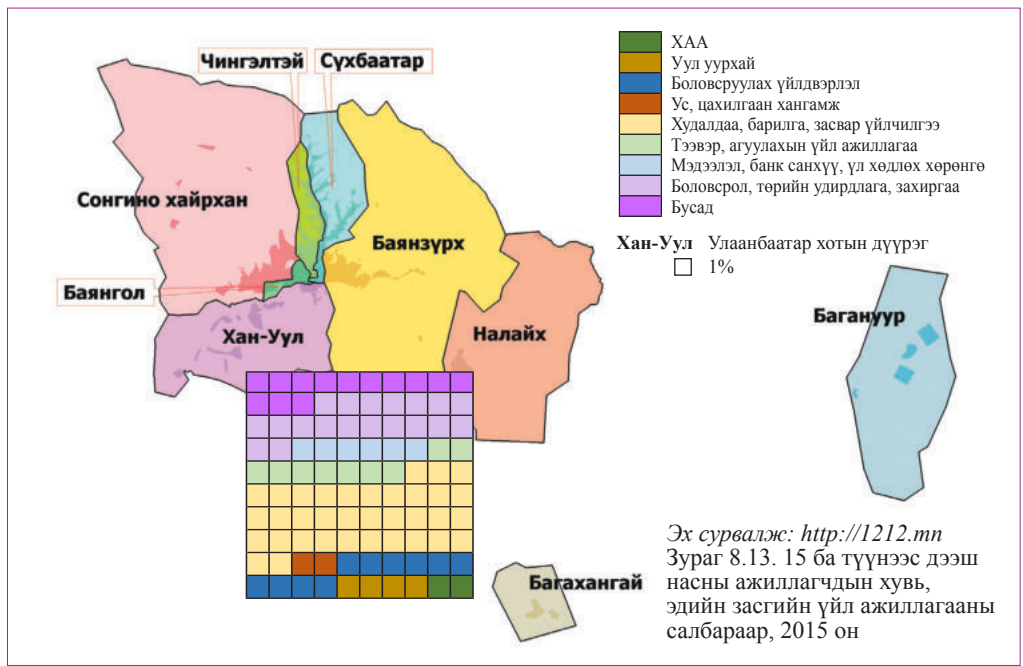 Чингэлтэй
Сүхбаатар
Сонгино хайрхан
Баянзүрх
Баянгол
Хан-Уул
Налайх
Багануур
Багахангай
ХАА
Уул уурхай
Боловсруулах үйлдвэрлэл
Ус, цахилгаан хангамж
Худалдаа, барилга, засвар үйлчилгээ
Тээвэр, агуулахын үйл ажиллагаа
Мэдээлэл, банк санхүү, үл хөдлөх хөрөнгө
Боловсрол, төрийн удирдлага, захиргаа
Бусад
Хан-Уул Улаанбаатар хотын дүүрэг
1%
Эх сурвалж: http://1212.mn
Зураг 8.13. 15 ба түүнээс дээш
насны ажиллагчдын хувь,
эдийн засгийн үйл ажиллагааны
салбараар, 2015 он